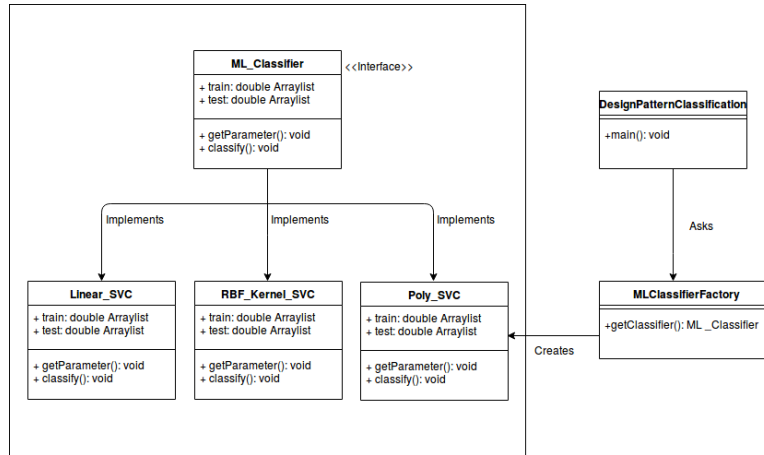 ML_Classifier
<<Interface>>
+ train: double Arraylist
+ test: double Arraylist
+ getParameter(): void
+ classify(): void
DesignPatternClassification
+main(): void
Implements
Implements
Implements
Asks
Linear_SVC
+ train: double Arraylist
+ test: double Arraylist
+ getParameter(): void
+ classify(): void
RBF_Kernel_SVC
+ train: double Arraylist
+ test: double Arraylist
+ getParameter(): void
+ classify(): void
Poly_SVC
+ train: double Arraylist
+ test: double Arraylist
+ getParameter(): void
+ classify(): void
MLClassifierFactory
+getClassifier(): ML _Classifier
Creates